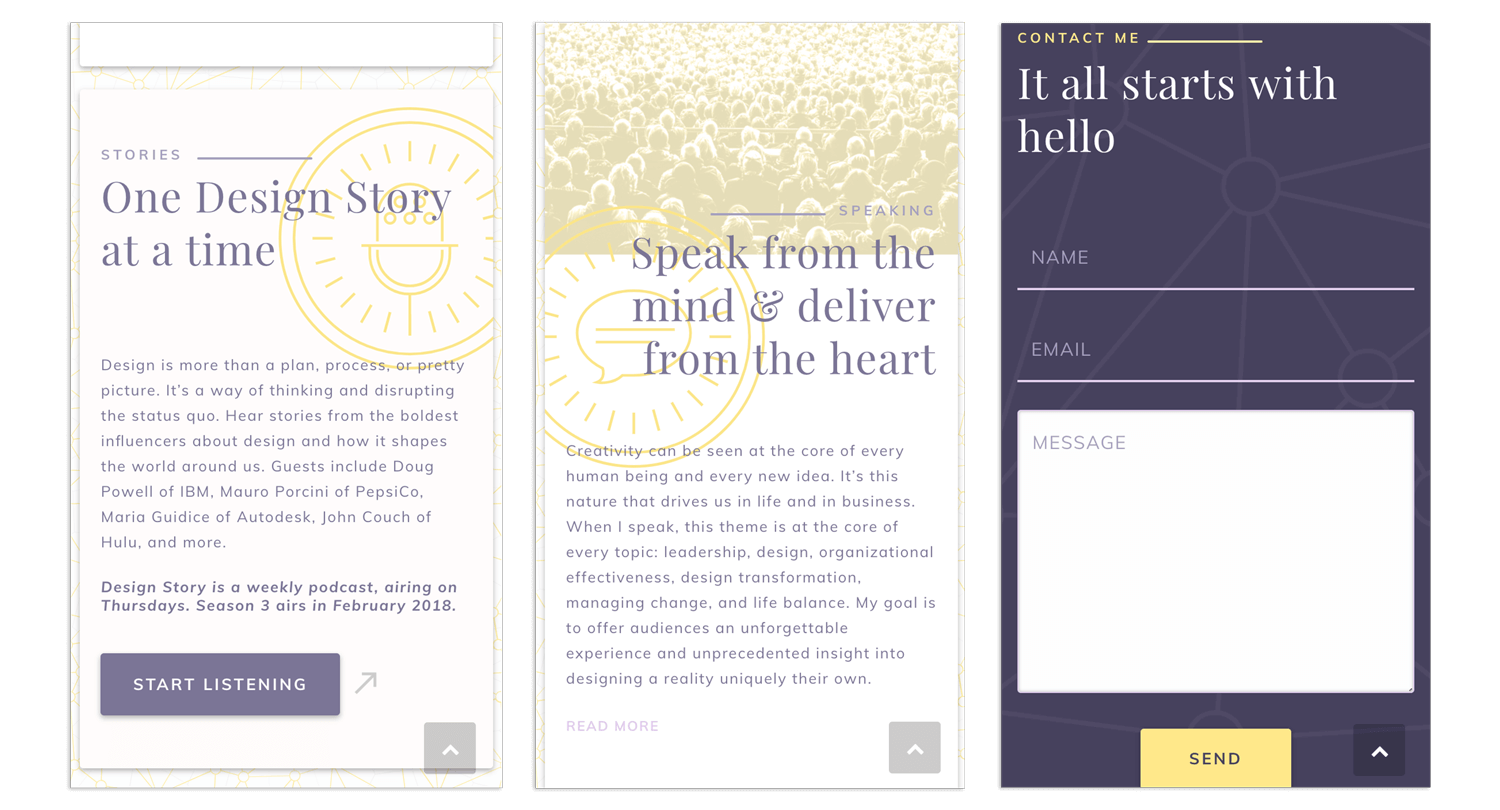 STORIES
One Design Story
at a time
Design is more than a plan, process, or pretty
picture. It's a way of thinking and disrupting
the status quo. Hear stories from the boldest
influencers about design and how it shapes
the world around us. Guests include Doug
Powell of IBM, Mauro Porcini of PepsiCo,
Maria Guidice of Autodesk, John Couch of
Hulu, and more.
Design Story is a weekly podcast, airing on
Thursdays. Season 3 airs in February 2018.
START LISTENING
SPEAKING
Speak from the
mind & deliver
from the heart
Creativity can be seen at the core of every
human being and every new idea. It's this
nature that drives us in life and in business.
When I speak, this theme is at the core of
every topic: leadership, design, organizational
effectiveness, design transformation,
managing change, and life balance. My goal is
to offer audiences an unforgettable
experience and unprecedented insight into
designing a reality uniquely their own.
READ MORE
CONTACT ME
It all starts with
hello
NAME
EMAIL
MESSAGE
SEND